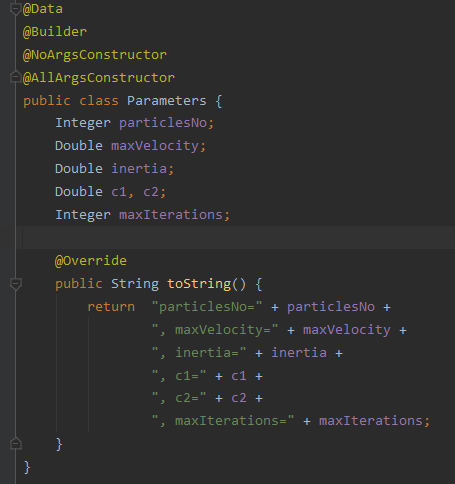 @Data
@Builder
@NoArgsConstructor
@AllArgsConstructor
public class Parameters {
    Integer particlesNo;
    Double maxVelocity;
    Double inertia;
    Double c1, c2;
    Integer maxIterations;

    @Override
    public String toString() {
        return  "particlesNo=" + particlesNo +
                ", maxVelocity=" + maxVelocity +
                ", inertia=" + inertia +
                ", c1=" + c1 +
                ", c2=" + c2 +
                ", maxIterations=" + maxIterations;
    }
}